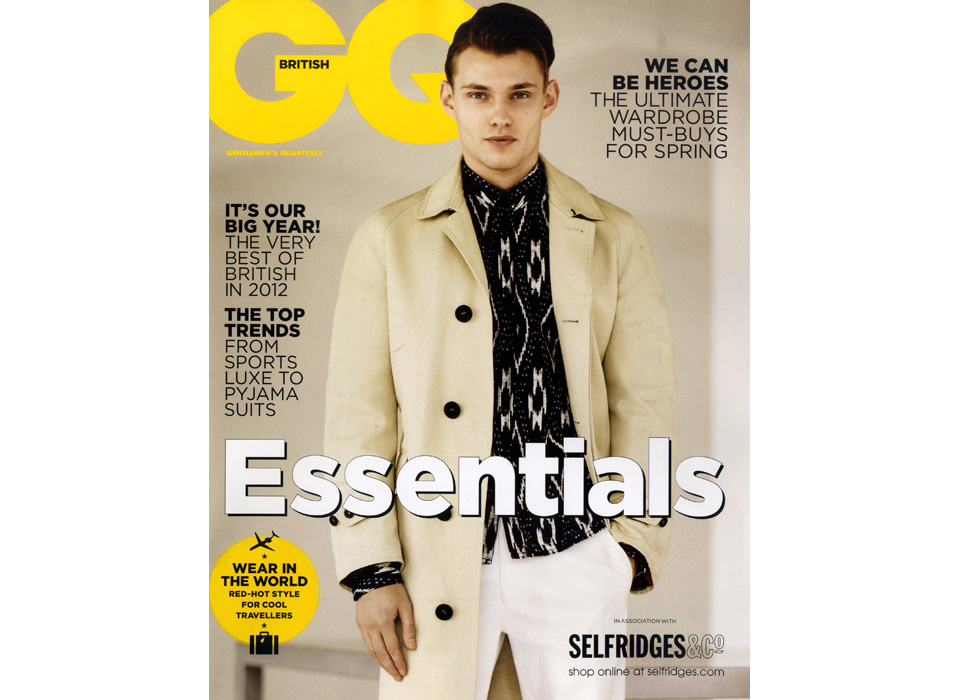 GQ
BRITISH
GENTLEMEN'S QUARTERLY
WE CAN
BE HEROES
THE ULTIMATE
WARDROBE
MUST-BUYS
FOR SPRING
IT'S OUR
BIG YEAR!
THE VERY
BEST OF
BRITISH
IN 2012
THE TOP
TRENDS
FROM
SPORTS
LUXE TO
PYJAMA
SUITS
Essentials
WEAR IN
THE WORLD
RED-HOT STYLE
FOR COOL
TRAVELLERS
IN ASSOCIATION WITH
SELFRIDGES&Co
shop online at selfridges.com